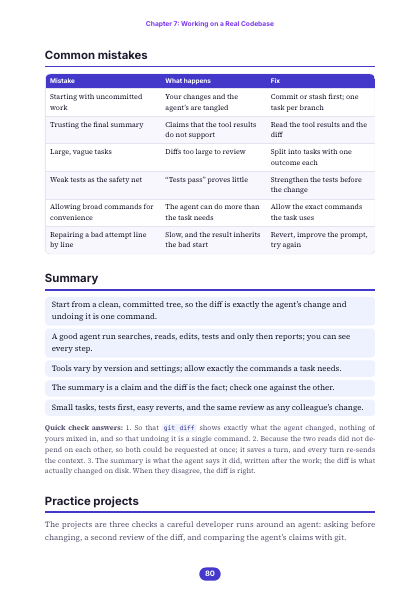 Chapter 7: Working on a Real Codebase
Common mistakes
Mistake What happens Fix
Starting with uncommitted Your changes and the Commit or stash first; one
work agent's are tangled task per branch
Trusting the final summary Claims that the tool results Read the tool results and the
do not support diff
Large, vague tasks Diffs too large to review Split into tasks with one
outcome each
Weak tests as the safety net “Tests pass” proves little Strengthen the tests before
the change
Allowing broad commands for The agent can do more than Allow the exact commands
convenience the task needs the task uses
Repairing a bad attempt line Slow, and the result inherits Revert, improve the prompt,
by line the bad start try again
Summary
Start from a clean, committed tree, so the diff is exactly the agent's change and
undoing it is one command.
A good agent run searches, reads, edits, tests and only then reports; you can see
every step.
Tools vary by version and settings; allow exactly the commands a task needs.
The summary is a claim and the diff is the fact; check one against the other.
Small tasks, tests first, easy reverts, and the same review as any colleague's change.
Quick check answers: 1. So that git diff shows exactly what the agent changed, nothing of
yours mixed in, and so that undoing it is a single command. 2. Because the two reads did not de-
pend on each other, so both could be requested at once; it saves a turn, and every turn re-sends
the context. 3. The summary is what the agent says it did, written after the work; the diff is what
actually changed on disk. When they disagree, the diff is right.
Practice projects
The projects are three checks a careful developer runs around an agent: asking before
changing, a second review of the diff, and comparing the agent's claims with git.
80